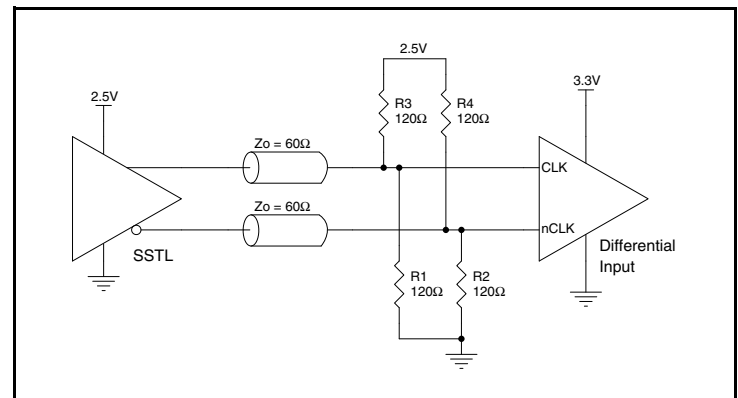 2.5V
3.3V
2.5V
R3
120Ω
R4
120Ω
Zo = 60Ω
CLK
Zo = 60Ω
nCLK
Differential
Input
SSTL
R1
120Ω
R2
120Ω